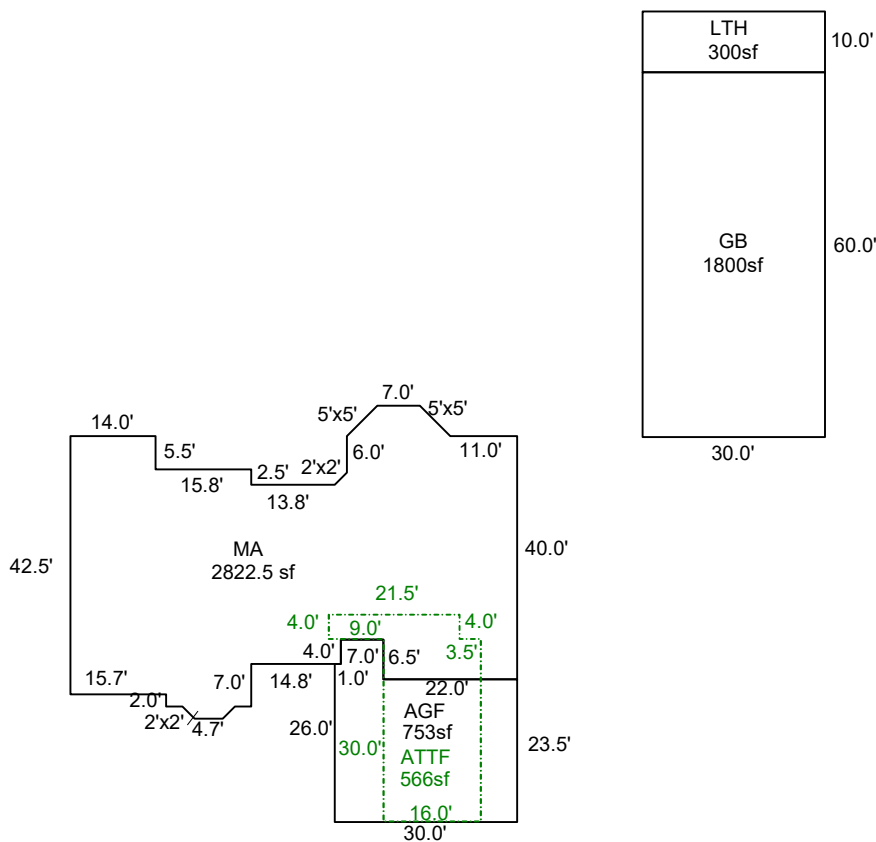 LTH
300sf
10.0'
GB
1800sf
60.0'
30.0'
7.0'
5'x5'
5'x5'
14.0'
11.0'
5.5'
6.0'
2.5'
2'x2'
15.8'
13.8'
MA
2822.5 sf
40.0'
42.5'
21.5'
4.0'
4.0'
9.0'
4.0'
7.0'
6.5'
3.5'
15.7'
7.0'
14.8'
1.0'
22.0'
2.0'
2'x2'
4.7'
26.0'
AGF
753sf
23.5'
30.0'
ATTF
566sf
16.0'
30.0'